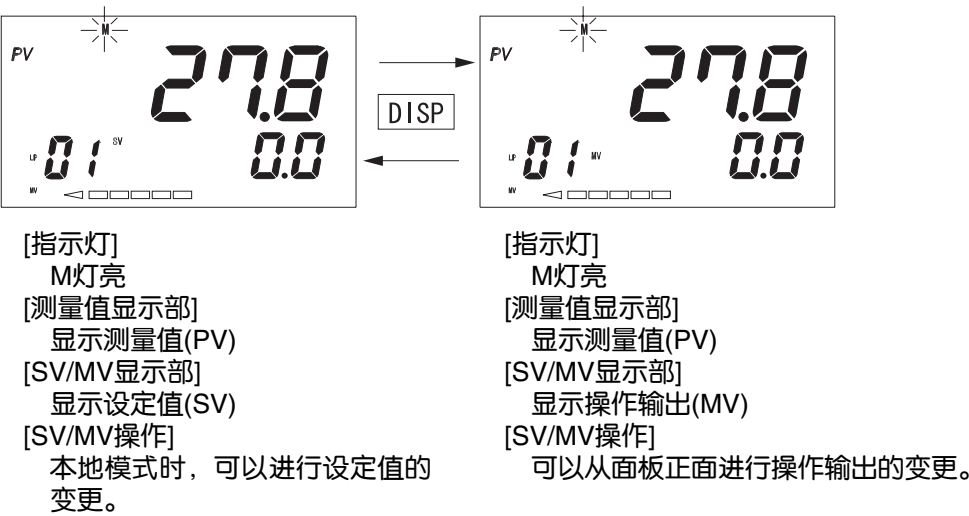 M
PV
27.8
LP
01
SV
0.0
MV
DISP
M
PV
27.8
LP
01
MV
0.0
MV
[指示灯]
M灯亮
[测量值显示部]
显示测量值(PV)
[SV/MV显示部]
显示设定值(SV)
[SV/MV操作]
本地模式时，可以进行设定值的
变更。
[指示灯]
M灯亮
[测量值显示部]
显示测量值(PV)
[SV/MV显示部]
显示操作输出(MV)
[SV/MV操作]
可以从面板正面进行操作输出的变更。